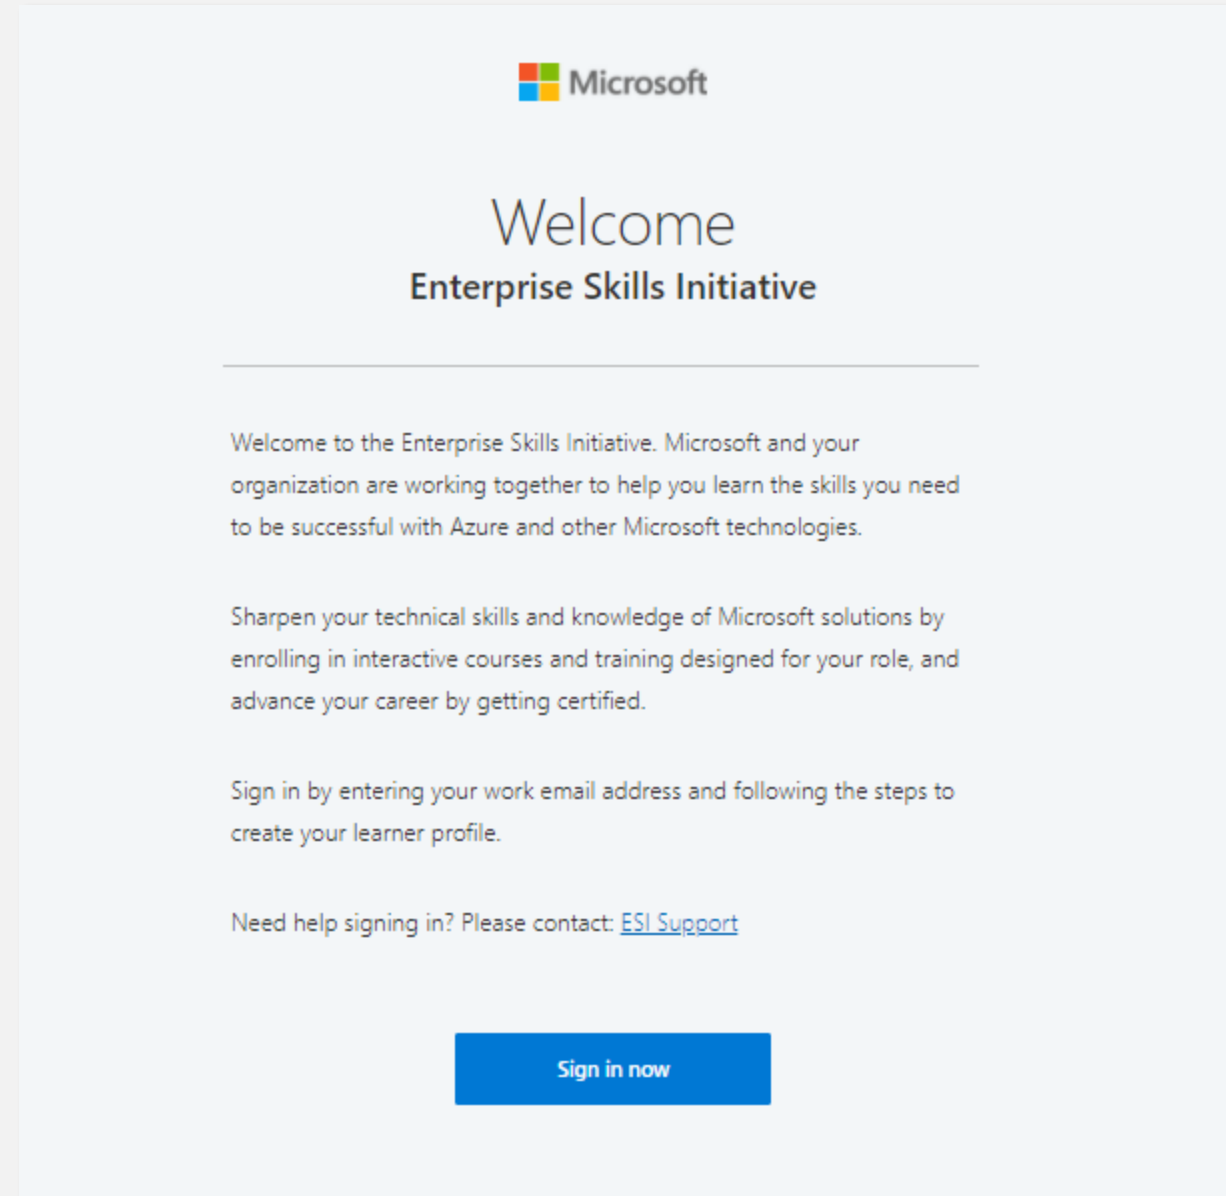 Microsoft
Welcome
Enterprise Skills Initiative
Welcome to the Enterprise Skills Initiative. Microsoft and your
organization are working together to help you learn the skills you need
to be successful with Azure and other Microsoft technologies.
Sharpen your technical skills and knowledge of Microsoft solutions by
enrolling in interactive courses and training designed for your role, and
advance your career by getting certified.
Sign in by entering your work email address and following the steps to
create your learner profile.
Need help signing in? Please contact: ESI Support
Sign in now